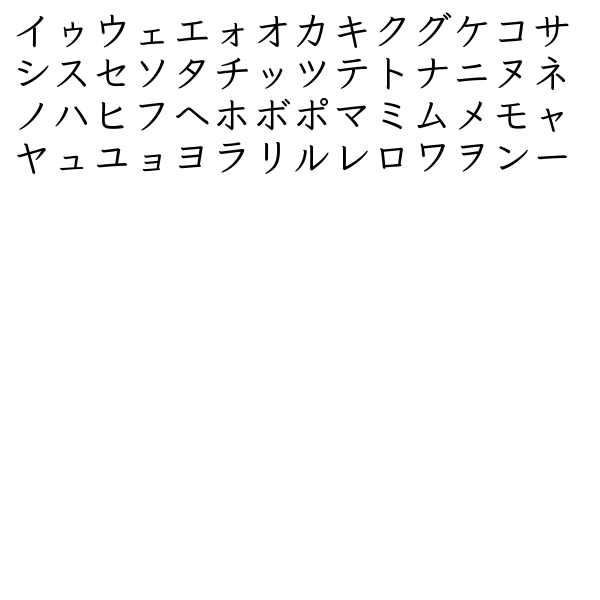 イゥウェエォオカキクグケコサ
シスセソタチッツテトナニヌネ
ノハヒフヘホボポマミムメモャ
ヤュユョヨラリルレロワヲンー